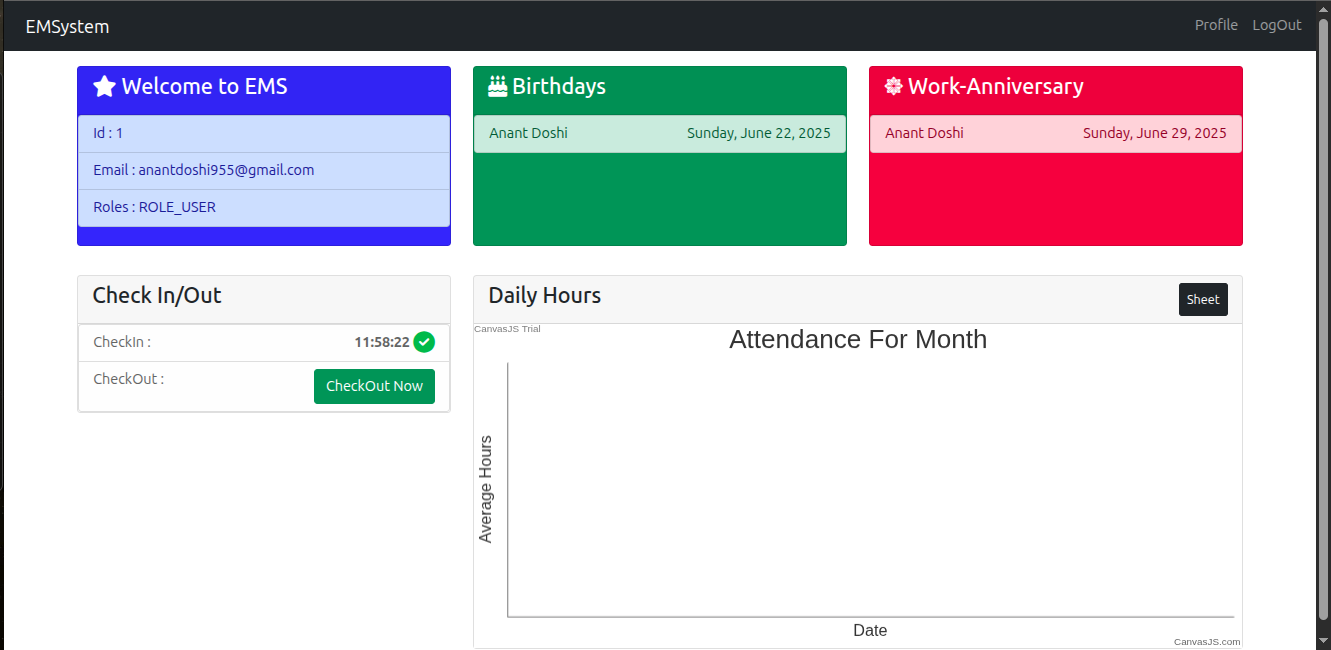 EMSystem
Profile LogOut
Welcome to EMS
Id : 1
Email : anantdoshi955@gmail.com
Roles : ROLE_USER
Birthdays
Anant Doshi Sunday, June 22, 2025
Work-Anniversary
Anant Doshi Sunday, June 29, 2025
Check In/Out
CheckIn : 11:58:22
CheckOut : CheckOut Now
Daily Hours
Sheet
CanvasJS Trial
Attendance For Month
Average Hours
Date
CanvasJS.com